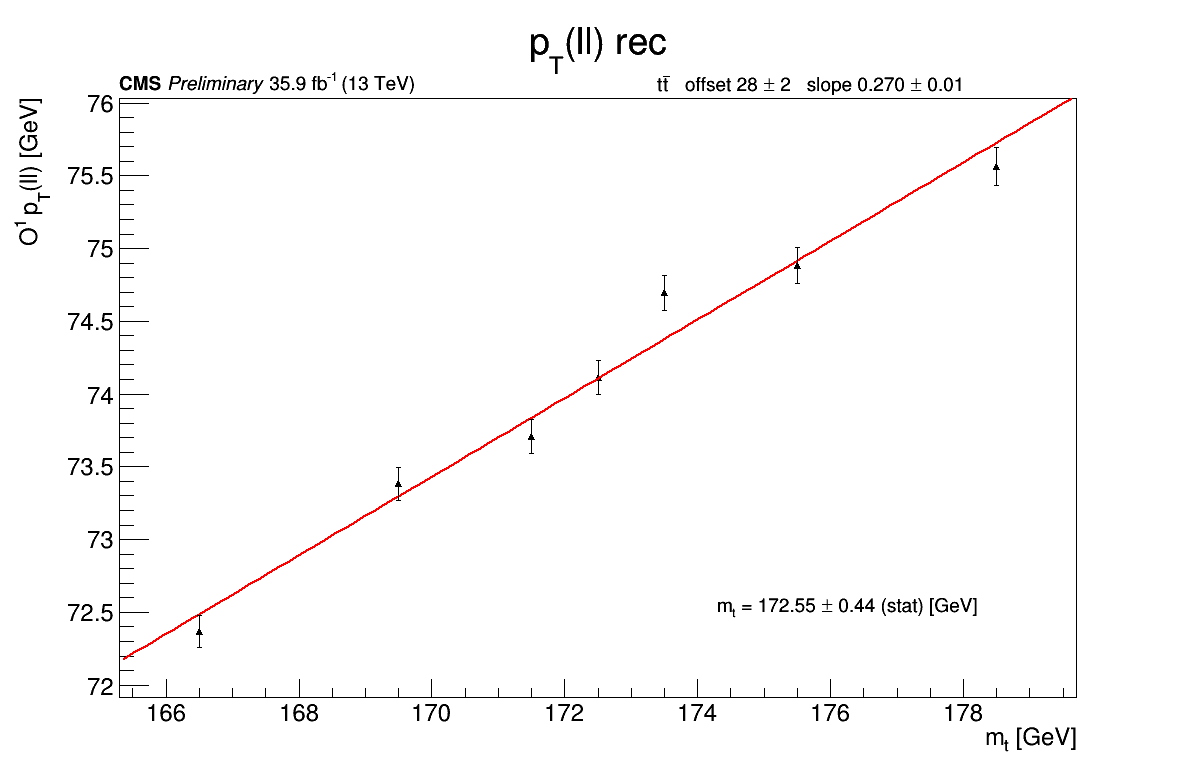 p_T(ll) rec
CMS Preliminary 35.9 fb⁻¹ (13 TeV)
tt̄ offset 28 ± 2 slope 0.270 ± 0.01
O¹ p_T(ll) [GeV]
76
75.5
75
74.5
74
73.5
73
72.5
72
m_t = 172.55 ± 0.44 (stat) [GeV]
166 168 170 172 174 176 178
m_t [GeV]